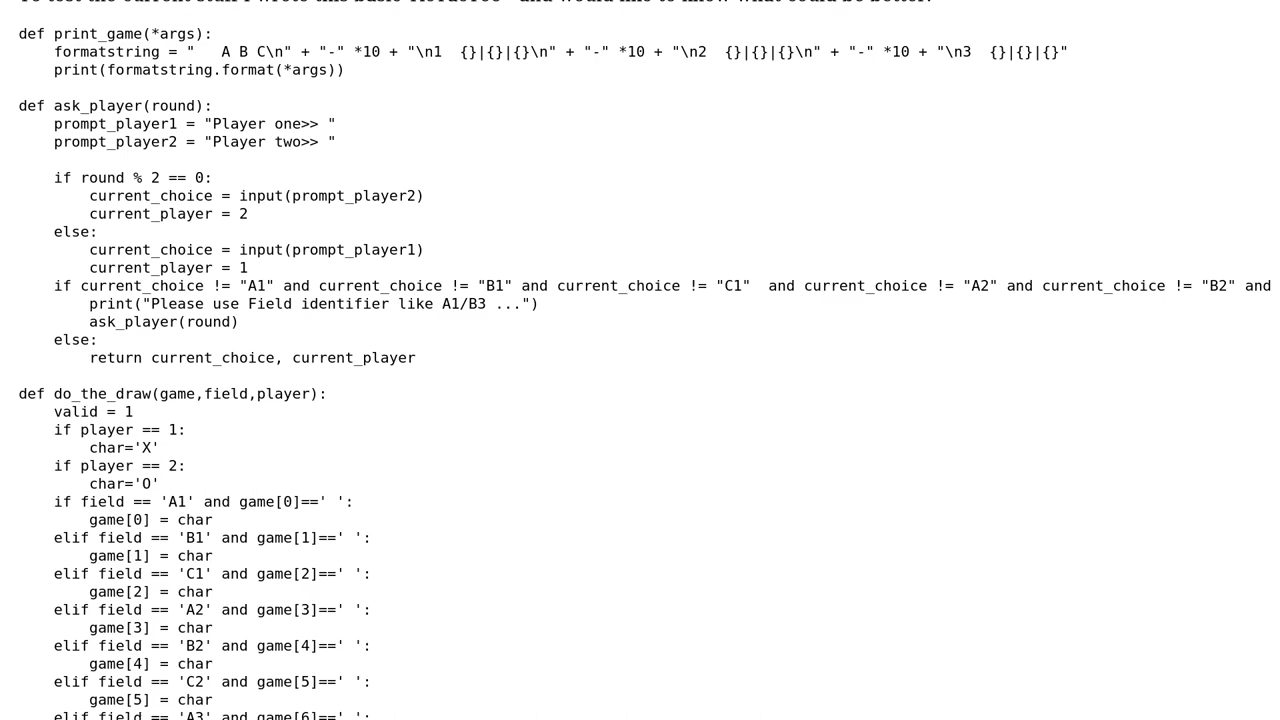 def print_game(*args):
    formatstring = "   A B C\n" + "-" *10 + "\n1  {}|{}|{}\n" + "-" *10 + "\n2  {}|{}|{}\n" + "-" *10 + "\n3  {}|{}|{}"
    print(formatstring.format(*args))

def ask_player(round):
    prompt_player1 = "Player one>> "
    prompt_player2 = "Player two>> "

    if round % 2 == 0:
        current_choice = input(prompt_player2)
        current_player = 2
    else:
        current_choice = input(prompt_player1)
        current_player = 1
    if current_choice != "A1" and current_choice != "B1" and current_choice != "C1"  and current_choice != "A2" and current_choice != "B2" and
        print("Please use Field identifier like A1/B3 ...")
        ask_player(round)
    else:
        return current_choice, current_player

def do_the_draw(game,field,player):
    valid = 1
    if player == 1:
        char='X'
    if player == 2:
        char='O'
    if field == 'A1' and game[0]==' ':
        game[0] = char
    elif field == 'B1' and game[1]==' ':
        game[1] = char
    elif field == 'C1' and game[2]==' ':
        game[2] = char
    elif field == 'A2' and game[3]==' ':
        game[3] = char
    elif field == 'B2' and game[4]==' ':
        game[4] = char
    elif field == 'C2' and game[5]==' ':
        game[5] = char
    elif field == 'A3' and game[6]==' ':